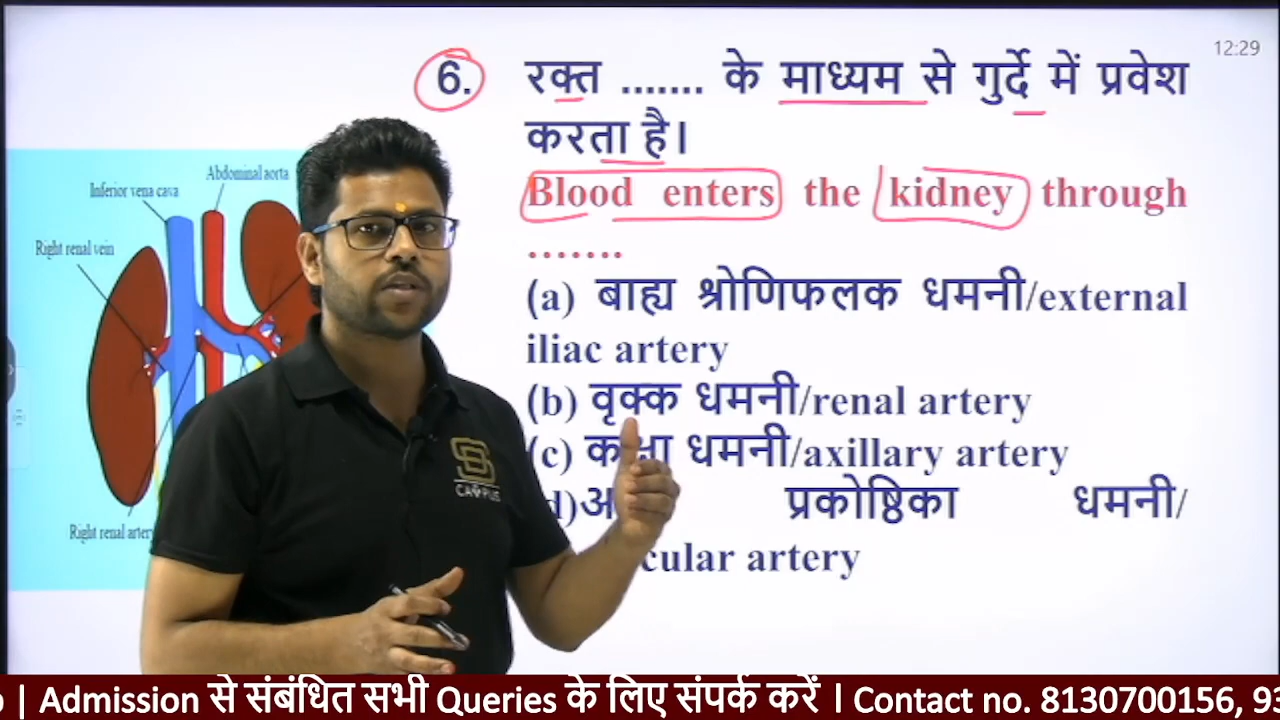 12:29
6. रक्त ....... के माध्यम से गुर्दे में प्रवेश
करता है।
Blood enters the kidney through
.......
(a) बाह्य श्रोणिफलक धमनी/external
iliac artery
(b) वृक्क धमनी/renal artery
(c) धमनी/axillary artery
प्रकोष्ठिका धमनी/
artery
Abdominal aorta
Inferior vena cava
Right renal vein
Right renal artery
CAMPUS
| Admission से संबंधित सभी Queries के लिए संपर्क करें । Contact no. 8130700156, 93